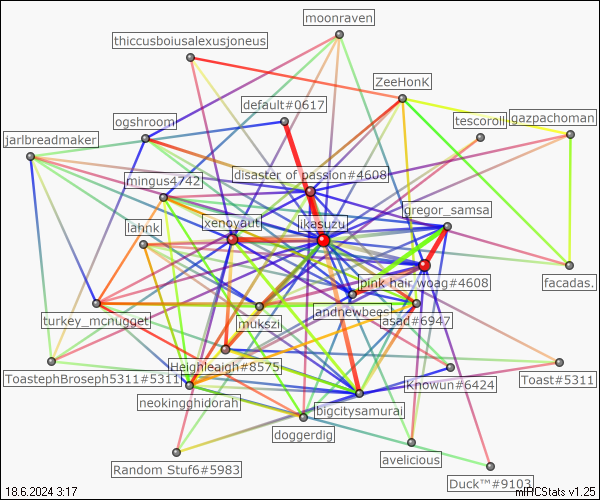 moonraven
thiccusboiusalexusjoneus
ZeeHonK
default#0617
ogshroom
tescoroll
gazpachoman
jarlbreadmaker
mingus4742
disaster of passion#4608
gregor_samsa
lahnk
xenoyaut
ikasuzu
pink hair woag#4608
facadas.
turkey_mcnugget
mukszi
andnewbees
asad#6947
ToastephBroseph5311#5311
Heighleaigh#8575
Knowun#6424
Toast#5311
neokingghidorah
bigcitysamurai
doggerdig
Random Stuf6#5983
avelicious
Duck™#9103
18.6.2024 3:17
mIRCStats v1.25